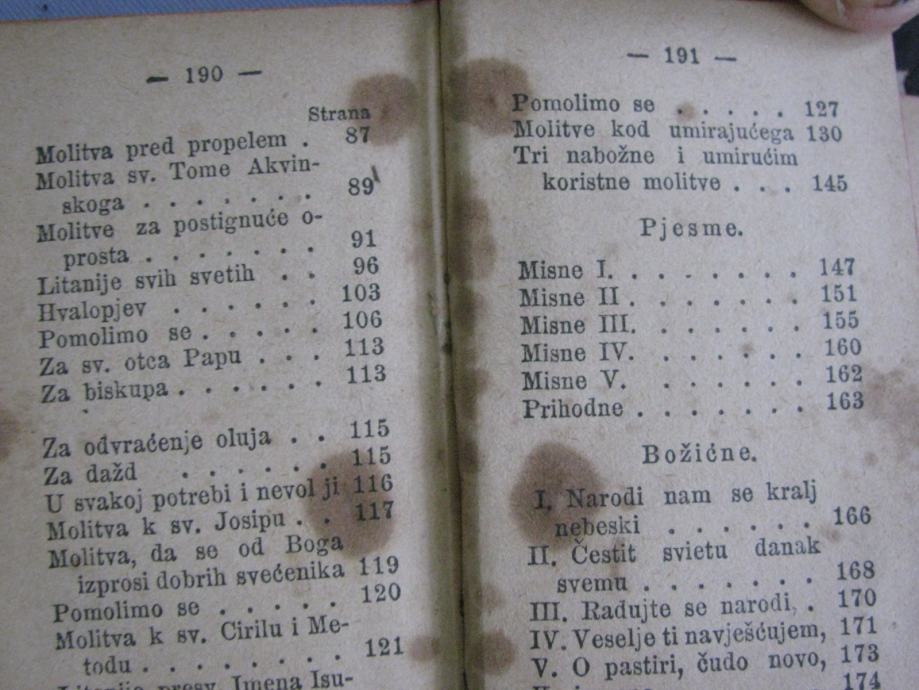 — 190 —
Strana
Molitva pred propelem . 87
Molitva sv. Tome Akvin-
skoga . . . . . . . 89
Molitve za postignuće o-
prosta . . . . . . . 91
Litanije svih svetih . . 96
Hvalopjev . . . . . . 103
Pomolimo se . . . . . 106
Za sv. otca Papu . . . 113
Za biskupa . . . . . . 113
Za odvraćenje oluja . . 115
Za dažd . . . . . . 115
U svakoj potrebi i nevolji 116
Molitva k sv. Josipu . . 117
Molitva, da se od Boga
izprosi dobrih svećenika 119
Pomolimo se . . . . . 120
Molitva k sv. Cirilu i Me-
todu . . . . . . . . 121
Litanije presv. Imena Isu-
— 191 —
Pomolimo se . . . . . 127
Molitve kod umirajućega 130
Tri nabožne i umirućim
koristne molitve . . . 145
Pjesme.
Misne I. . . . . . . . 147
Misne II . . . . . . . 151
Misne III. . . . . . . 155
Misne IV. . . . . . . 160
Misne V. . . . . . . 162
Prihodne . . . . . . . 163
Božićne.
I. Narodi nam se kralj
nebeski . . . . . . 166
II. Čestit svietu danak
svemu . . . . . . . 168
III. Radujte se narodi, . 170
IV. Veselje ti navješćujem, 171
V. O pastiri, čudo novo, 173
174